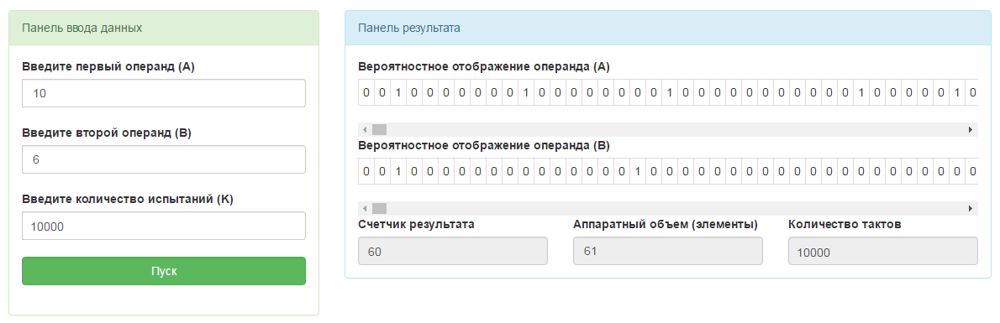 Панель ввода данных
Введите первый операнд (А)
10
Введите второй операнд (В)
6
Введите количество испытаний (К)
10000
Пуск
Панель результата
Вероятностное отображение операнда (А)
0 0 1 0 0 0 0 0 0 0 1 0 0 0 0 0 0 0 0 1 0 0 0 0 0 0 0 0 0 0 0 1 0 0 0 0 0 1 0
Вероятностное отображение операнда (В)
0 0 1 0 0 0 0 0 0 0 0 0 0 0 0 0 0 1 0 0 0 0 0 0 0 0 0 0 0 0 0 0 0 0 0 0 0 0 0
Счетчик результата
Аппаратный объем (элементы)
Количество тактов
60
61
10000